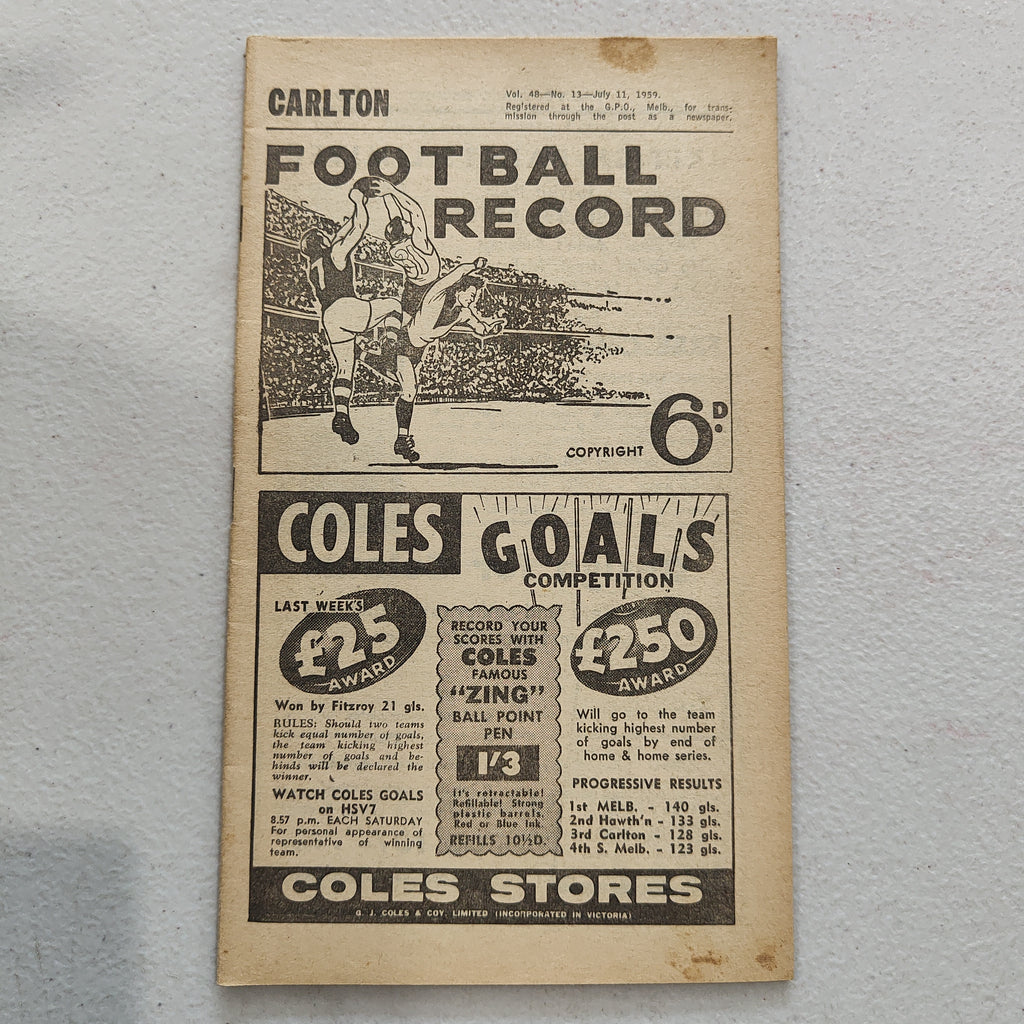 CARLTON
Vol. 48—No. 13—July 11, 1959.
Registered at the G.P.O., Melb., for trans-
mission through the post as a newspaper.
FOOTBALL
RECORD
7
COPYRIGHT 6D.
COLES
GOALS
COMPETITION
LAST WEEK'S
£25
AWARD
Won by Fitzroy 21 gls.
RULES: Should two teams
kick equal number of goals,
the team kicking highest
number of goals and be-
hinds will be declared the
winner.
WATCH COLES GOALS
on HSV7
8.57 p.m. EACH SATURDAY
For personal appearance of
representative of winning
team.
RECORD YOUR
SCORES WITH
COLES
FAMOUS
"ZING"
BALL POINT
PEN
1'/3
It's retractable!
Refillable! Strong
plastic barrels.
Red or Blue Ink.
REFILLS 10½D.
£250
AWARD
Will go to the team
kicking highest number
of goals by end of
home & home series.
PROGRESSIVE RESULTS
1st MELB. - 140 gls.
2nd Hawth'n - 133 gls.
3rd Carlton - 128 gls.
4th S. Melb. - 123 gls.
COLES STORES
G. J. COLES & COY. LIMITED (INCORPORATED IN VICTORIA)